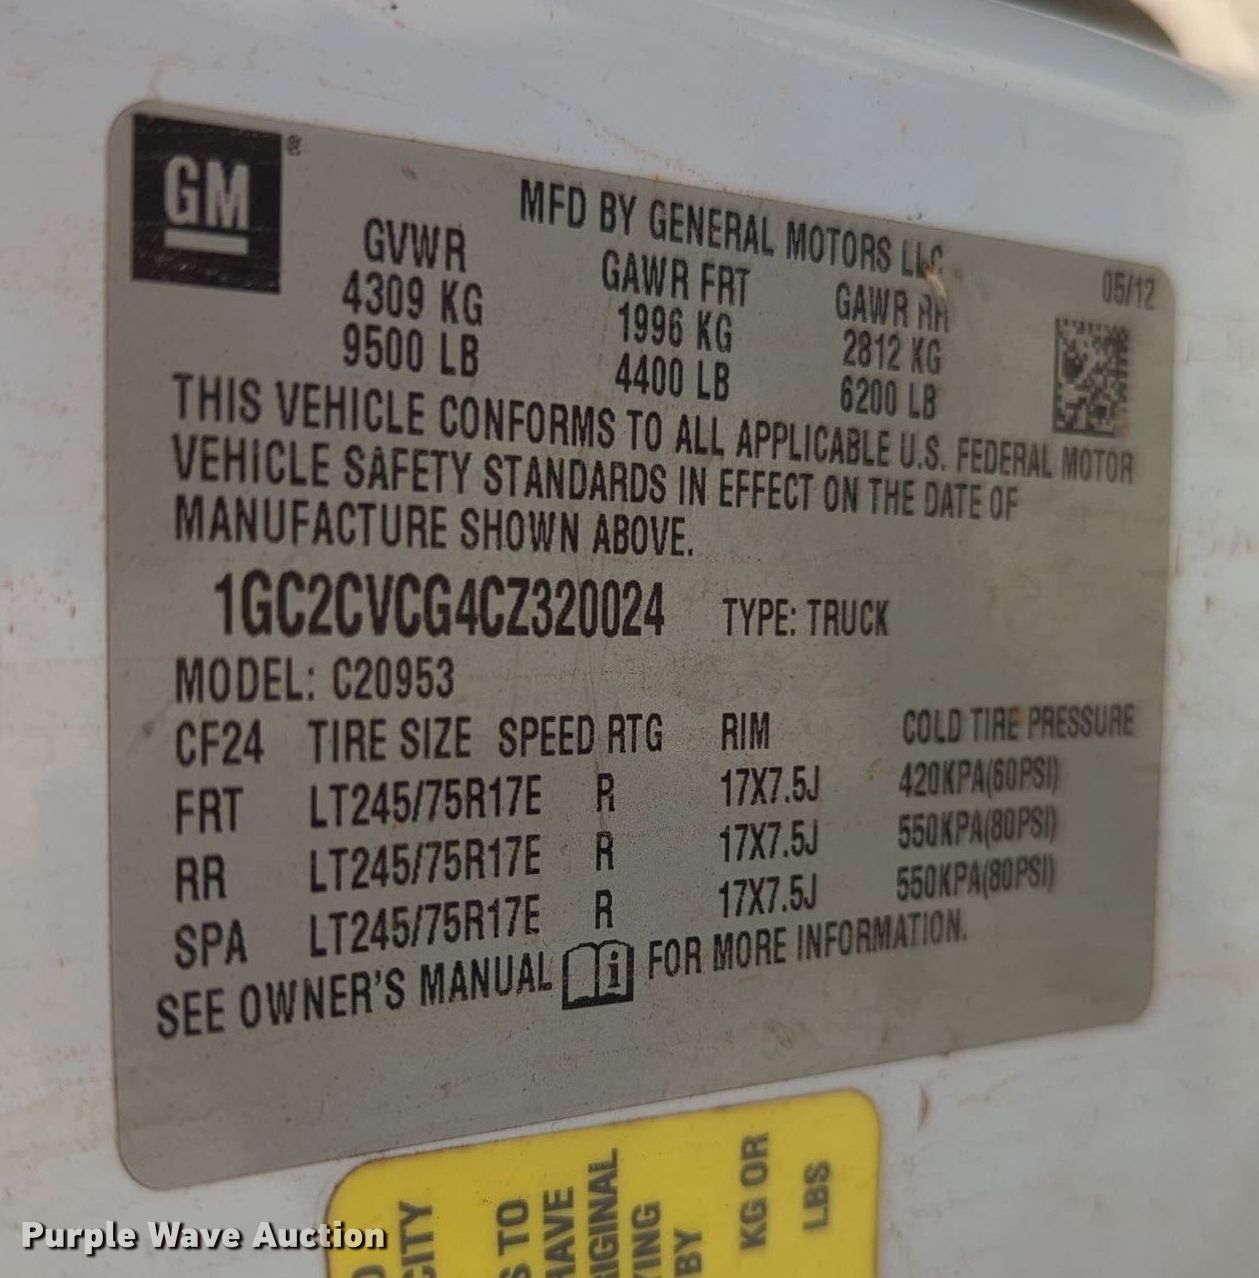 GM
®
MFD BY GENERAL MOTORS LLC
05/12
GVWR GAWR FRT GAWR RR
4309 KG 1996 KG 2812 KG
9500 LB 4400 LB 6200 LB
THIS VEHICLE CONFORMS TO ALL APPLICABLE U.S. FEDERAL MOTOR
VEHICLE SAFETY STANDARDS IN EFFECT ON THE DATE OF
MANUFACTURE SHOWN ABOVE.
1GC2CVCG4CZ320024 TYPE: TRUCK
MODEL: C20953
CF24 TIRE SIZE SPEED RTG RIM COLD TIRE PRESSURE
FRT LT245/75R17E R 17X7.5J 420KPA(60PSI)
RR LT245/75R17E R 17X7.5J 550KPA(80PSI)
SPA LT245/75R17E R 17X7.5J 550KPA(80PSI)
SEE OWNER'S MANUAL i FOR MORE INFORMATION.
TO
HAVE
BY
KG OR
LBS
Purple Wave Auction